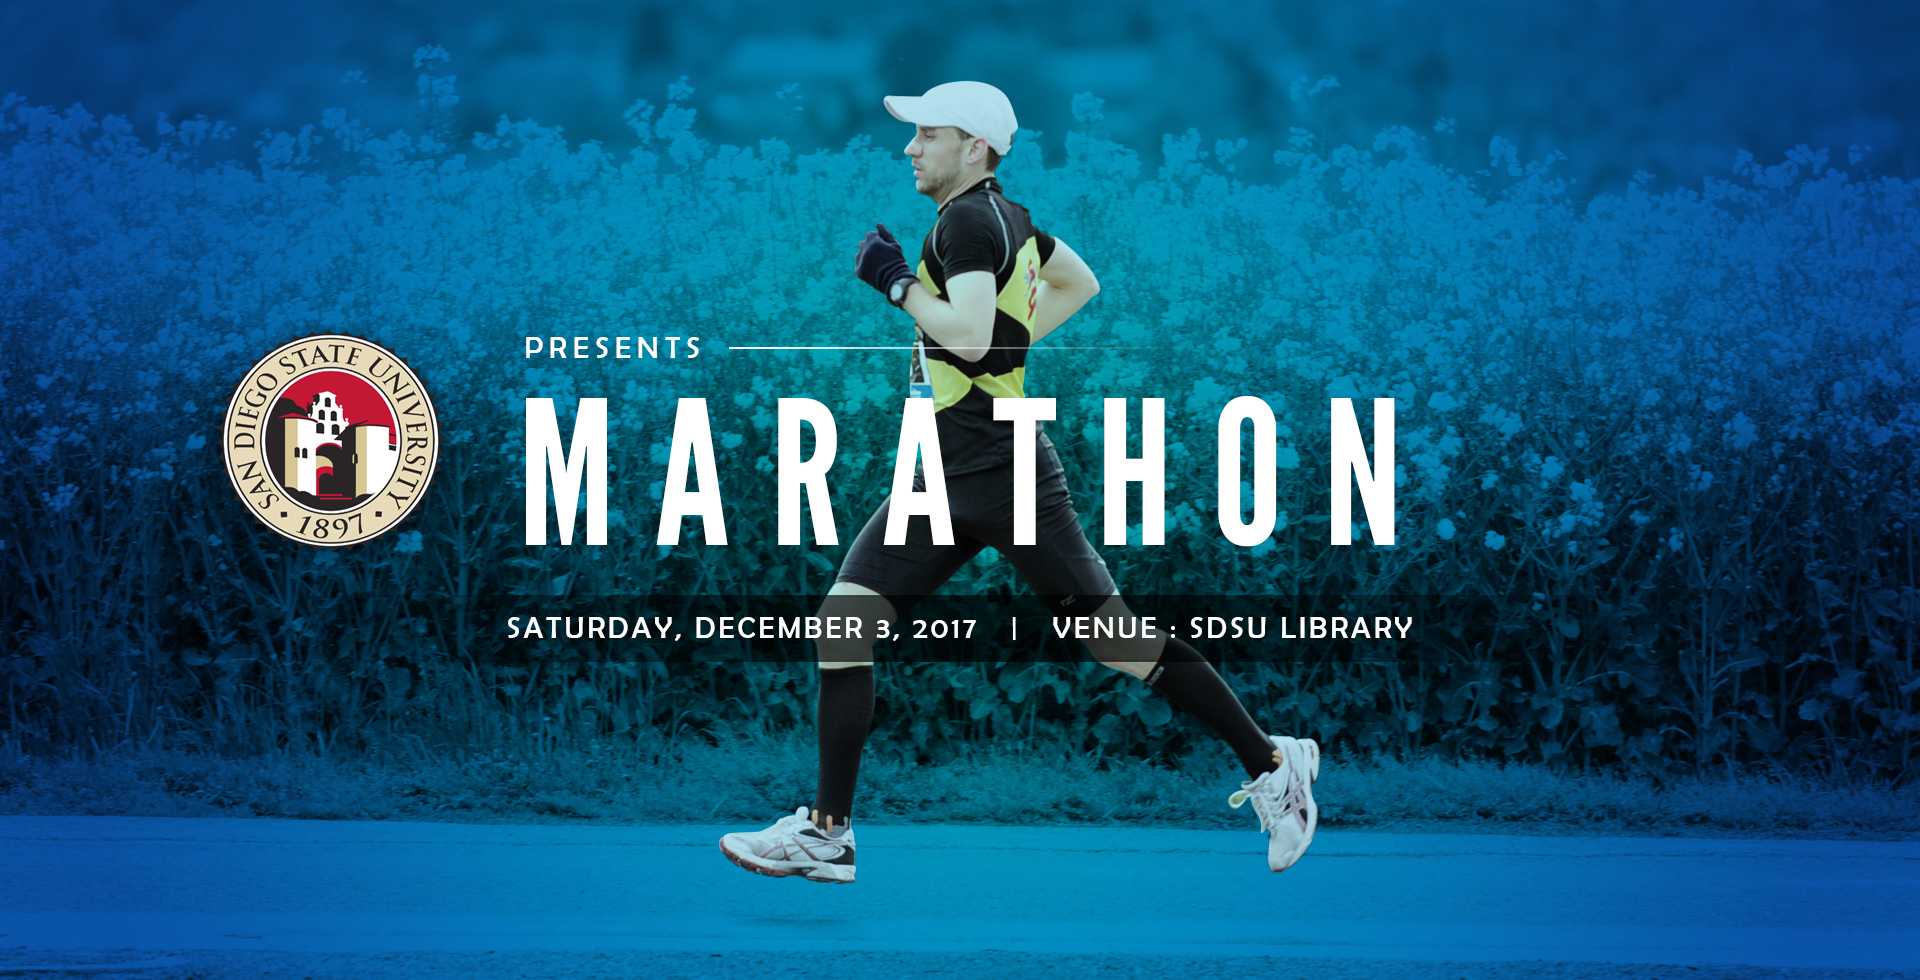 SAN DIEGO STATE UNIVERSITY
· 1897 ·
PRESENTS
MARATHON
SATURDAY, DECEMBER 3, 2017 | VENUE : SDSU LIBRARY